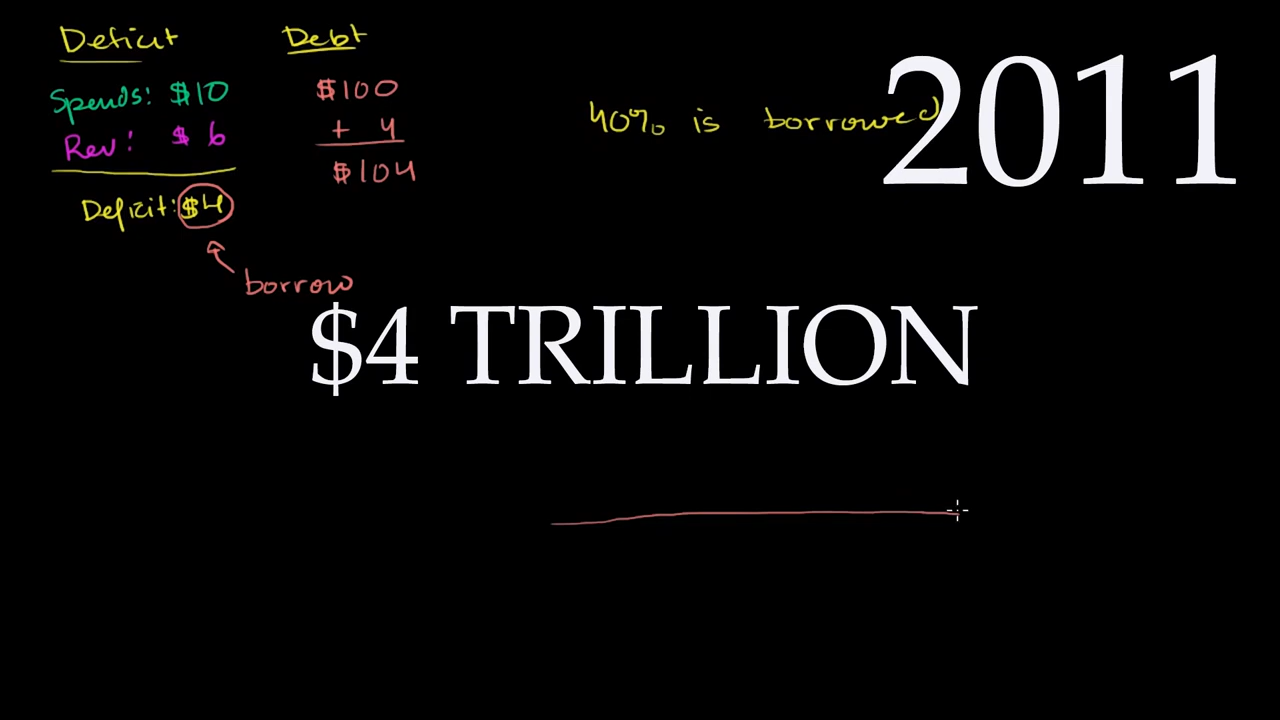 Deficit
Spends: $10
Rev: $ 6
Deficit: $4
borrow
Debt
$100
+ 4
$104
40% is borrowed
2011
$4 TRILLION